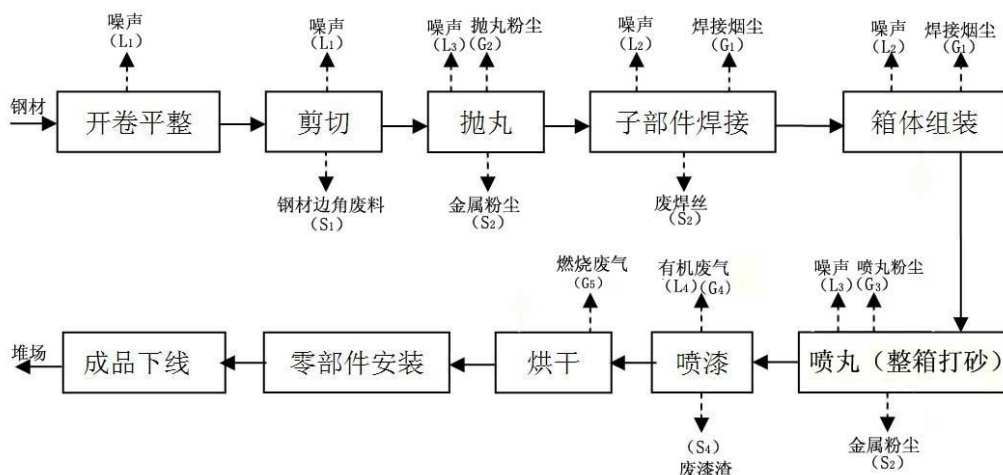 噪声
(L₁)
噪声
(L₁)
噪声 抛丸粉尘
(L₃)(G₂)
噪声
(L₂)
焊接烟尘
(G₁)
噪声
(L₂)
焊接烟尘
(G₁)
钢材
开卷平整
剪切
抛丸
子部件焊接
箱体组装
钢材边角废料
(S₁)
金属粉尘
(S₂)
废焊丝
(S₂)
燃烧废气
(G₅)
有机废气
(L₄)(G₄)
噪声 喷丸粉尘
(L₃)(G₃)
堆场
成品下线
零部件安装
烘干
喷漆
喷丸（整箱打砂）
(S₄)
废漆渣
金属粉尘
(S₂)